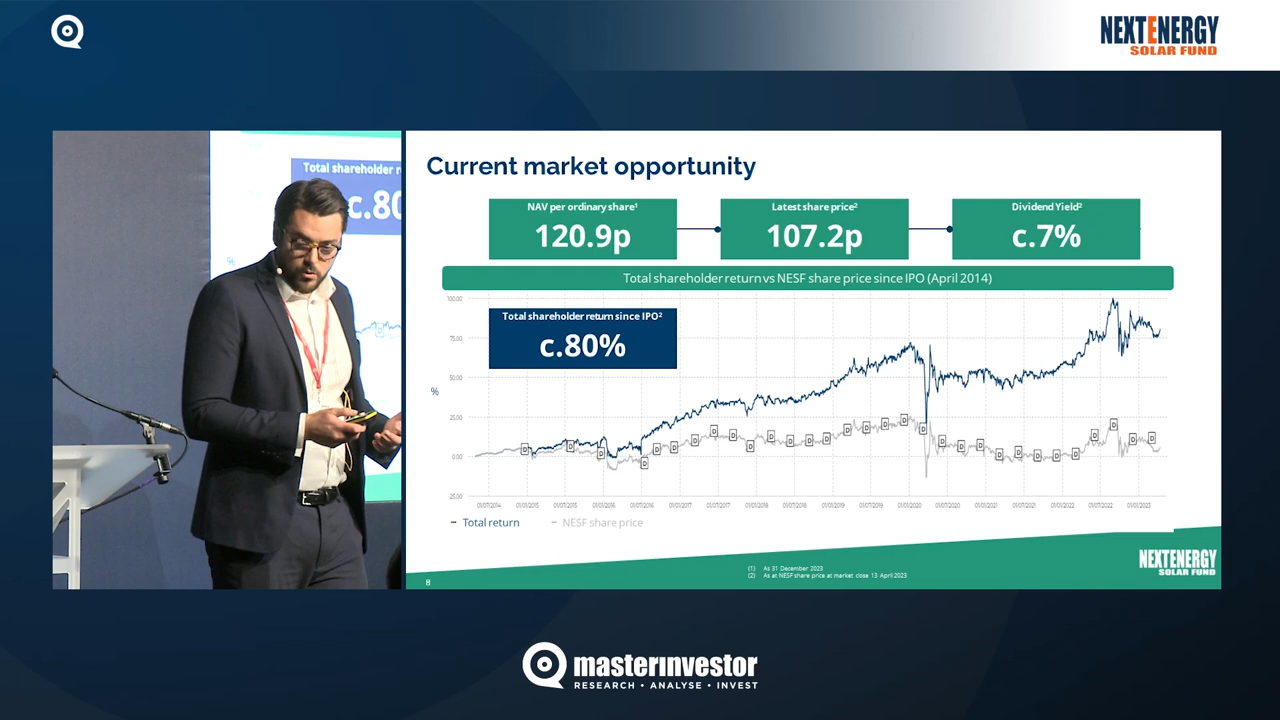 NEXTENERGY
SOLAR FUND
Total shareholder r
c.80
%
Current market opportunity
NAV per ordinary share¹
120.9p
Latest share price²
107.2p
Dividend Yield²
c.7%
Total shareholder return vs NESF share price since IPO (April 2014)
Total shareholder return since IPO²
c.80%
%
100.00
75.00
50.00
25.00
0.00
-25.00
D D D D D D D D D D D D D D D D D D D D D D D D D D D D D D D D
01/07/2014 01/01/2015 01/07/2015 01/01/2016 01/07/2016 01/01/2017 01/07/2017 01/01/2018 01/07/2018 01/01/2019 01/07/2019 01/01/2020 01/07/2020 01/01/2021 01/07/2021 01/01/2022 01/07/2022 01/01/2023
Total return
NESF share price
(1) As 31 December 2023
(2) As at NESF share price at market close 13 April 2023
8
NEXTENERGY
SOLAR FUND
masterinvestor
RESEARCH • ANALYSE • INVEST